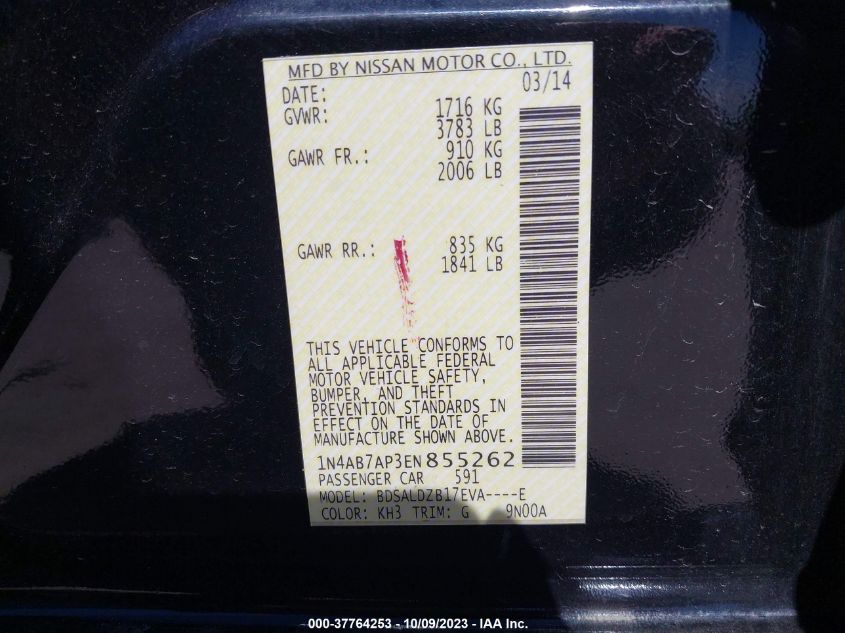 MFD BY NISSAN MOTOR CO., LTD.
DATE: 03/14
GVWR: 1716 KG
3783 LB
GAWR FR.: 910 KG
2006 LB
GAWR RR.: 835 KG
1841 LB
THIS VEHICLE CONFORMS TO
ALL APPLICABLE FEDERAL
MOTOR VEHICLE SAFETY,
BUMPER, AND THEFT
PREVENTION STANDARDS IN
EFFECT ON THE DATE OF
MANUFACTURE SHOWN ABOVE.
1N4AB7AP3EN855262
PASSENGER CAR 591
MODEL: BDSALDZB17EVA----E
COLOR: KH3 TRIM: G 9N00A
000-37764253 - 10/09/2023 - IAA Inc.